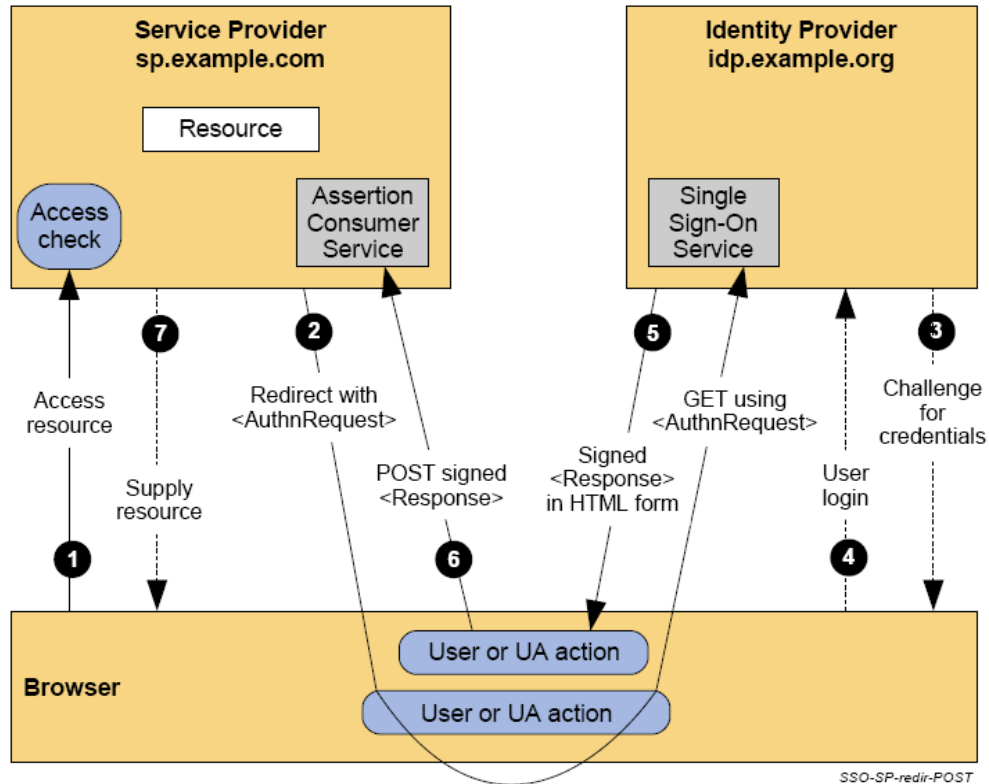 Service Provider
sp.example.com
Identity Provider
idp.example.org
Resource
Access
check
Assertion
Consumer
Service
Single
Sign-On
Service
7
2
5
3
Access
resource
Redirect with
<AuthnRequest>
GET using
<AuthnRequest>
Challenge
for
credentials
Supply
resource
POST signed
<Response>
Signed
<Response>
in HTML form
User
login
1
6
4
User or UA action
Browser
User or UA action
SSO-SP-redir-POST